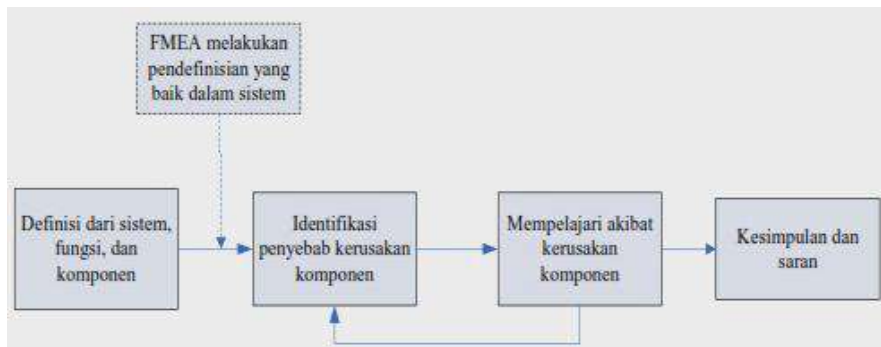 FMEA melakukan
pendefinisian yang
baik dalam sistem
Definisi dari sistem,
fungsi, dan
komponen
Identifikasi
penyebab kerusakan
komponen
Mempelajari akibat
kerusakan
komponen
Kesimpulan dan
saran